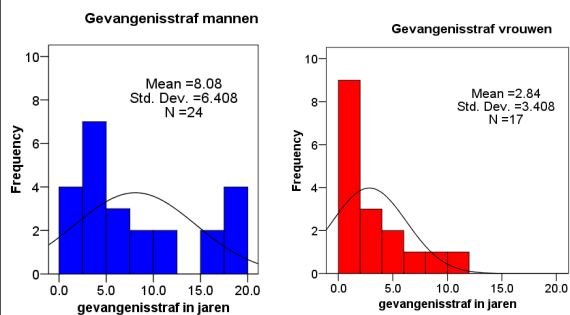 Gevangenisstraf mannen
Mean =8.08
Std. Dev. =6.408
N =24
Frequency
10
8
6
4
2
0
0.0 5.0 10.0 15.0 20.0
gevangenisstraf in jaren
Gevangenisstraf vrouwen
Mean =2.84
Std. Dev. =3.408
N =17
Frequency
10
8
6
4
2
0
0.0 5.0 10.0 15.0 20.0
gevangenisstraf in jaren